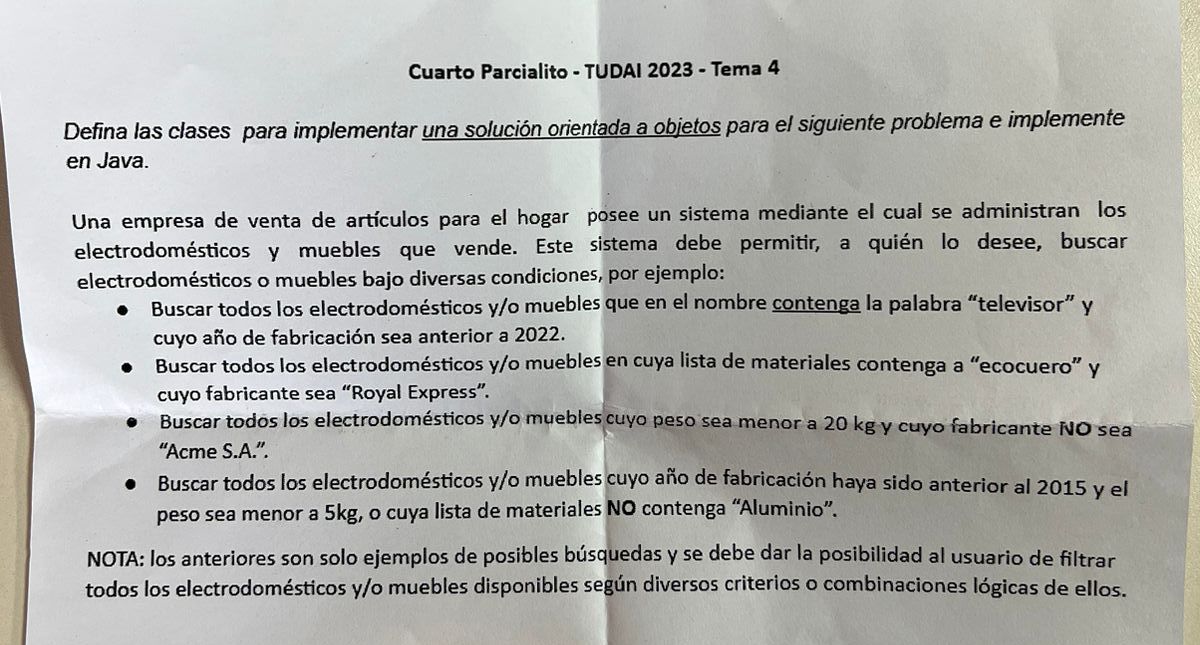 Cuarto Parcialito - TUDAI 2023 - Tema 4
Defina las clases para implementar una solución orientada a objetos para el siguiente problema e implemente
en Java.
Una empresa de venta de artículos para el hogar posee un sistema mediante el cual se administran los
electrodomésticos y muebles que vende. Este sistema debe permitir, a quién lo desee, buscar
electrodomésticos o muebles bajo diversas condiciones, por ejemplo:
● Buscar todos los electrodomésticos y/o muebles que en el nombre contenga la palabra “televisor” y
cuyo año de fabricación sea anterior a 2022.
● Buscar todos los electrodomésticos y/o muebles en cuya lista de materiales contenga a “ecocuero” y
cuyo fabricante sea “Royal Express”.
● Buscar todos los electrodomésticos y/o muebles cuyo peso sea menor a 20 kg y cuyo fabricante NO sea
“Acme S.A.”.
● Buscar todos los electrodomésticos y/o muebles cuyo año de fabricación haya sido anterior al 2015 y el
peso sea menor a 5kg, o cuya lista de materiales NO contenga “Aluminio”.
NOTA: los anteriores son solo ejemplos de posibles búsquedas y se debe dar la posibilidad al usuario de filtrar
todos los electrodomésticos y/o muebles disponibles según diversos criterios o combinaciones lógicas de ellos.